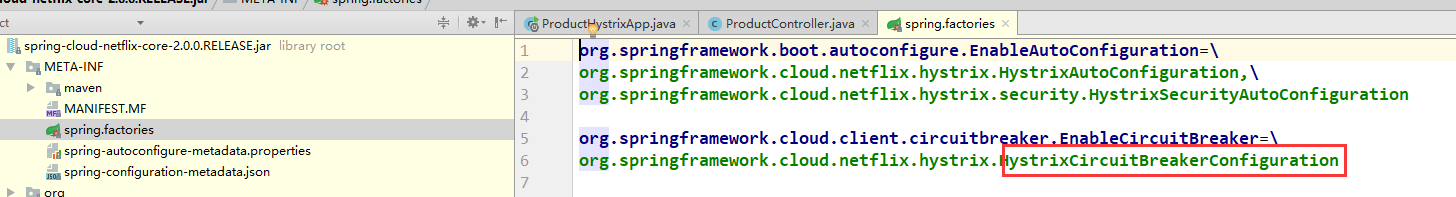 cloud-netflix-core-2.0.0.RELEASE.jar META-INF spring.factories
ProductHystrixApp.java ProductController.java spring.factories
spring-cloud-netflix-core-2.0.0.RELEASE.jar library root
META-INF
maven
MANIFEST.MF
spring.factories
spring-autoconfigure-metadata.properties
spring-configuration-metadata.json
org
1 org.springframework.boot.autoconfigure.EnableAutoConfiguration=\
2 org.springframework.cloud.netflix.hystrix.HystrixAutoConfiguration,\
3 org.springframework.cloud.netflix.hystrix.security.HystrixSecurityAutoConfiguration
4
5 org.springframework.cloud.client.circuitbreaker.EnableCircuitBreaker=\
6 org.springframework.cloud.netflix.hystrix.HystrixCircuitBreakerConfiguration
7